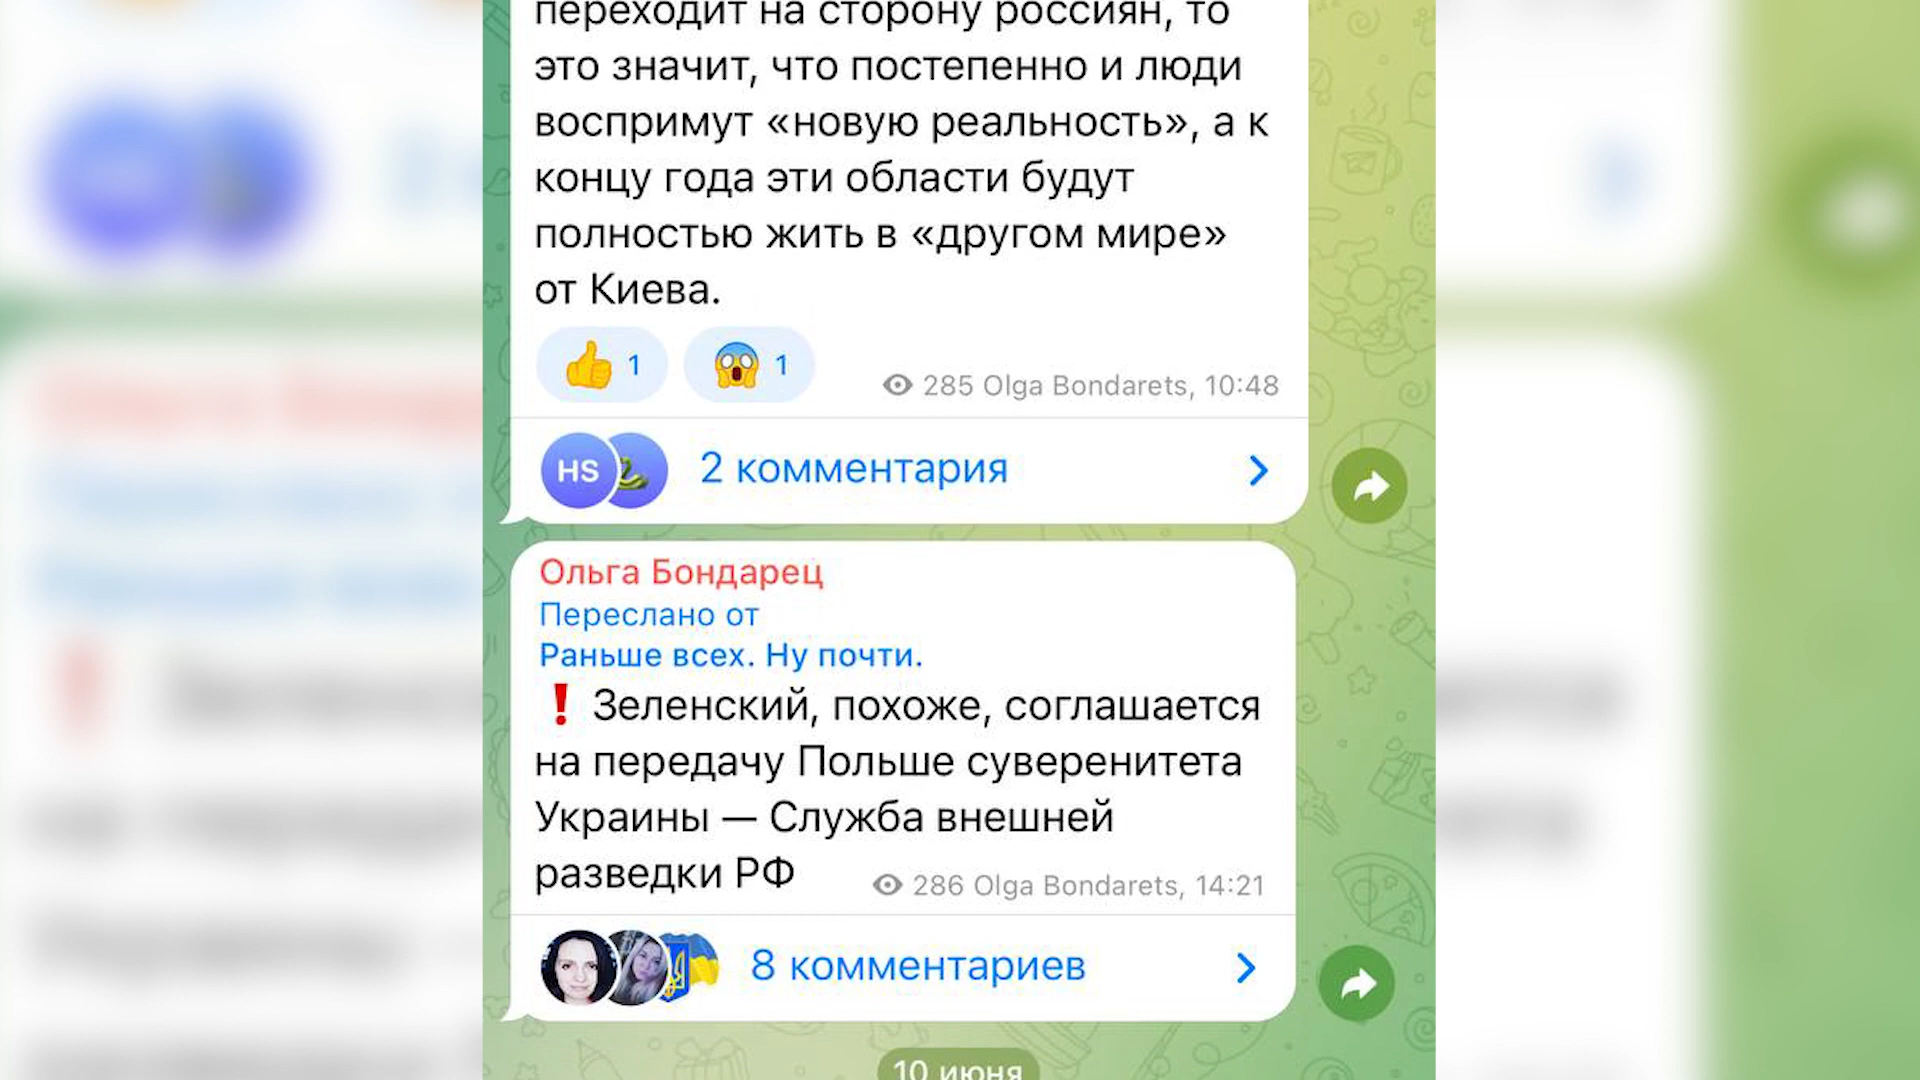 переходит на сторону россиян, то
это значит, что постепенно и люди
воспримут «новую реальность», а к
концу года эти области будут
полностью жить в «другом мире»
от Киева.
1 1
285 Olga Bondarets, 10:48
HS 2 комментария
Ольга Бондарец
Переслано от
Раньше всех. Ну почти.
Зеленский, похоже, соглашается
на передачу Польше суверенитета
Украины — Служба внешней
разведки РФ
286 Olga Bondarets, 14:21
8 комментариев
10 июня